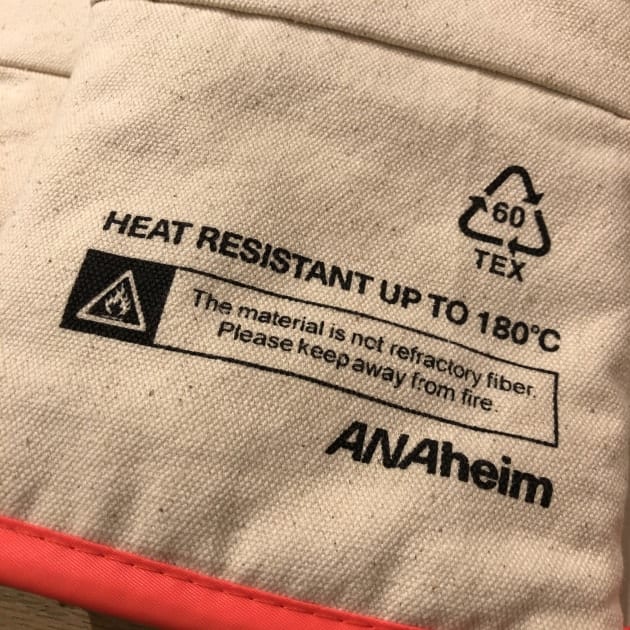 60
TEX
HEAT RESISTANT UP TO 180°C
The material is not refractory fiber.
Please keep away from fire.
ANAheim